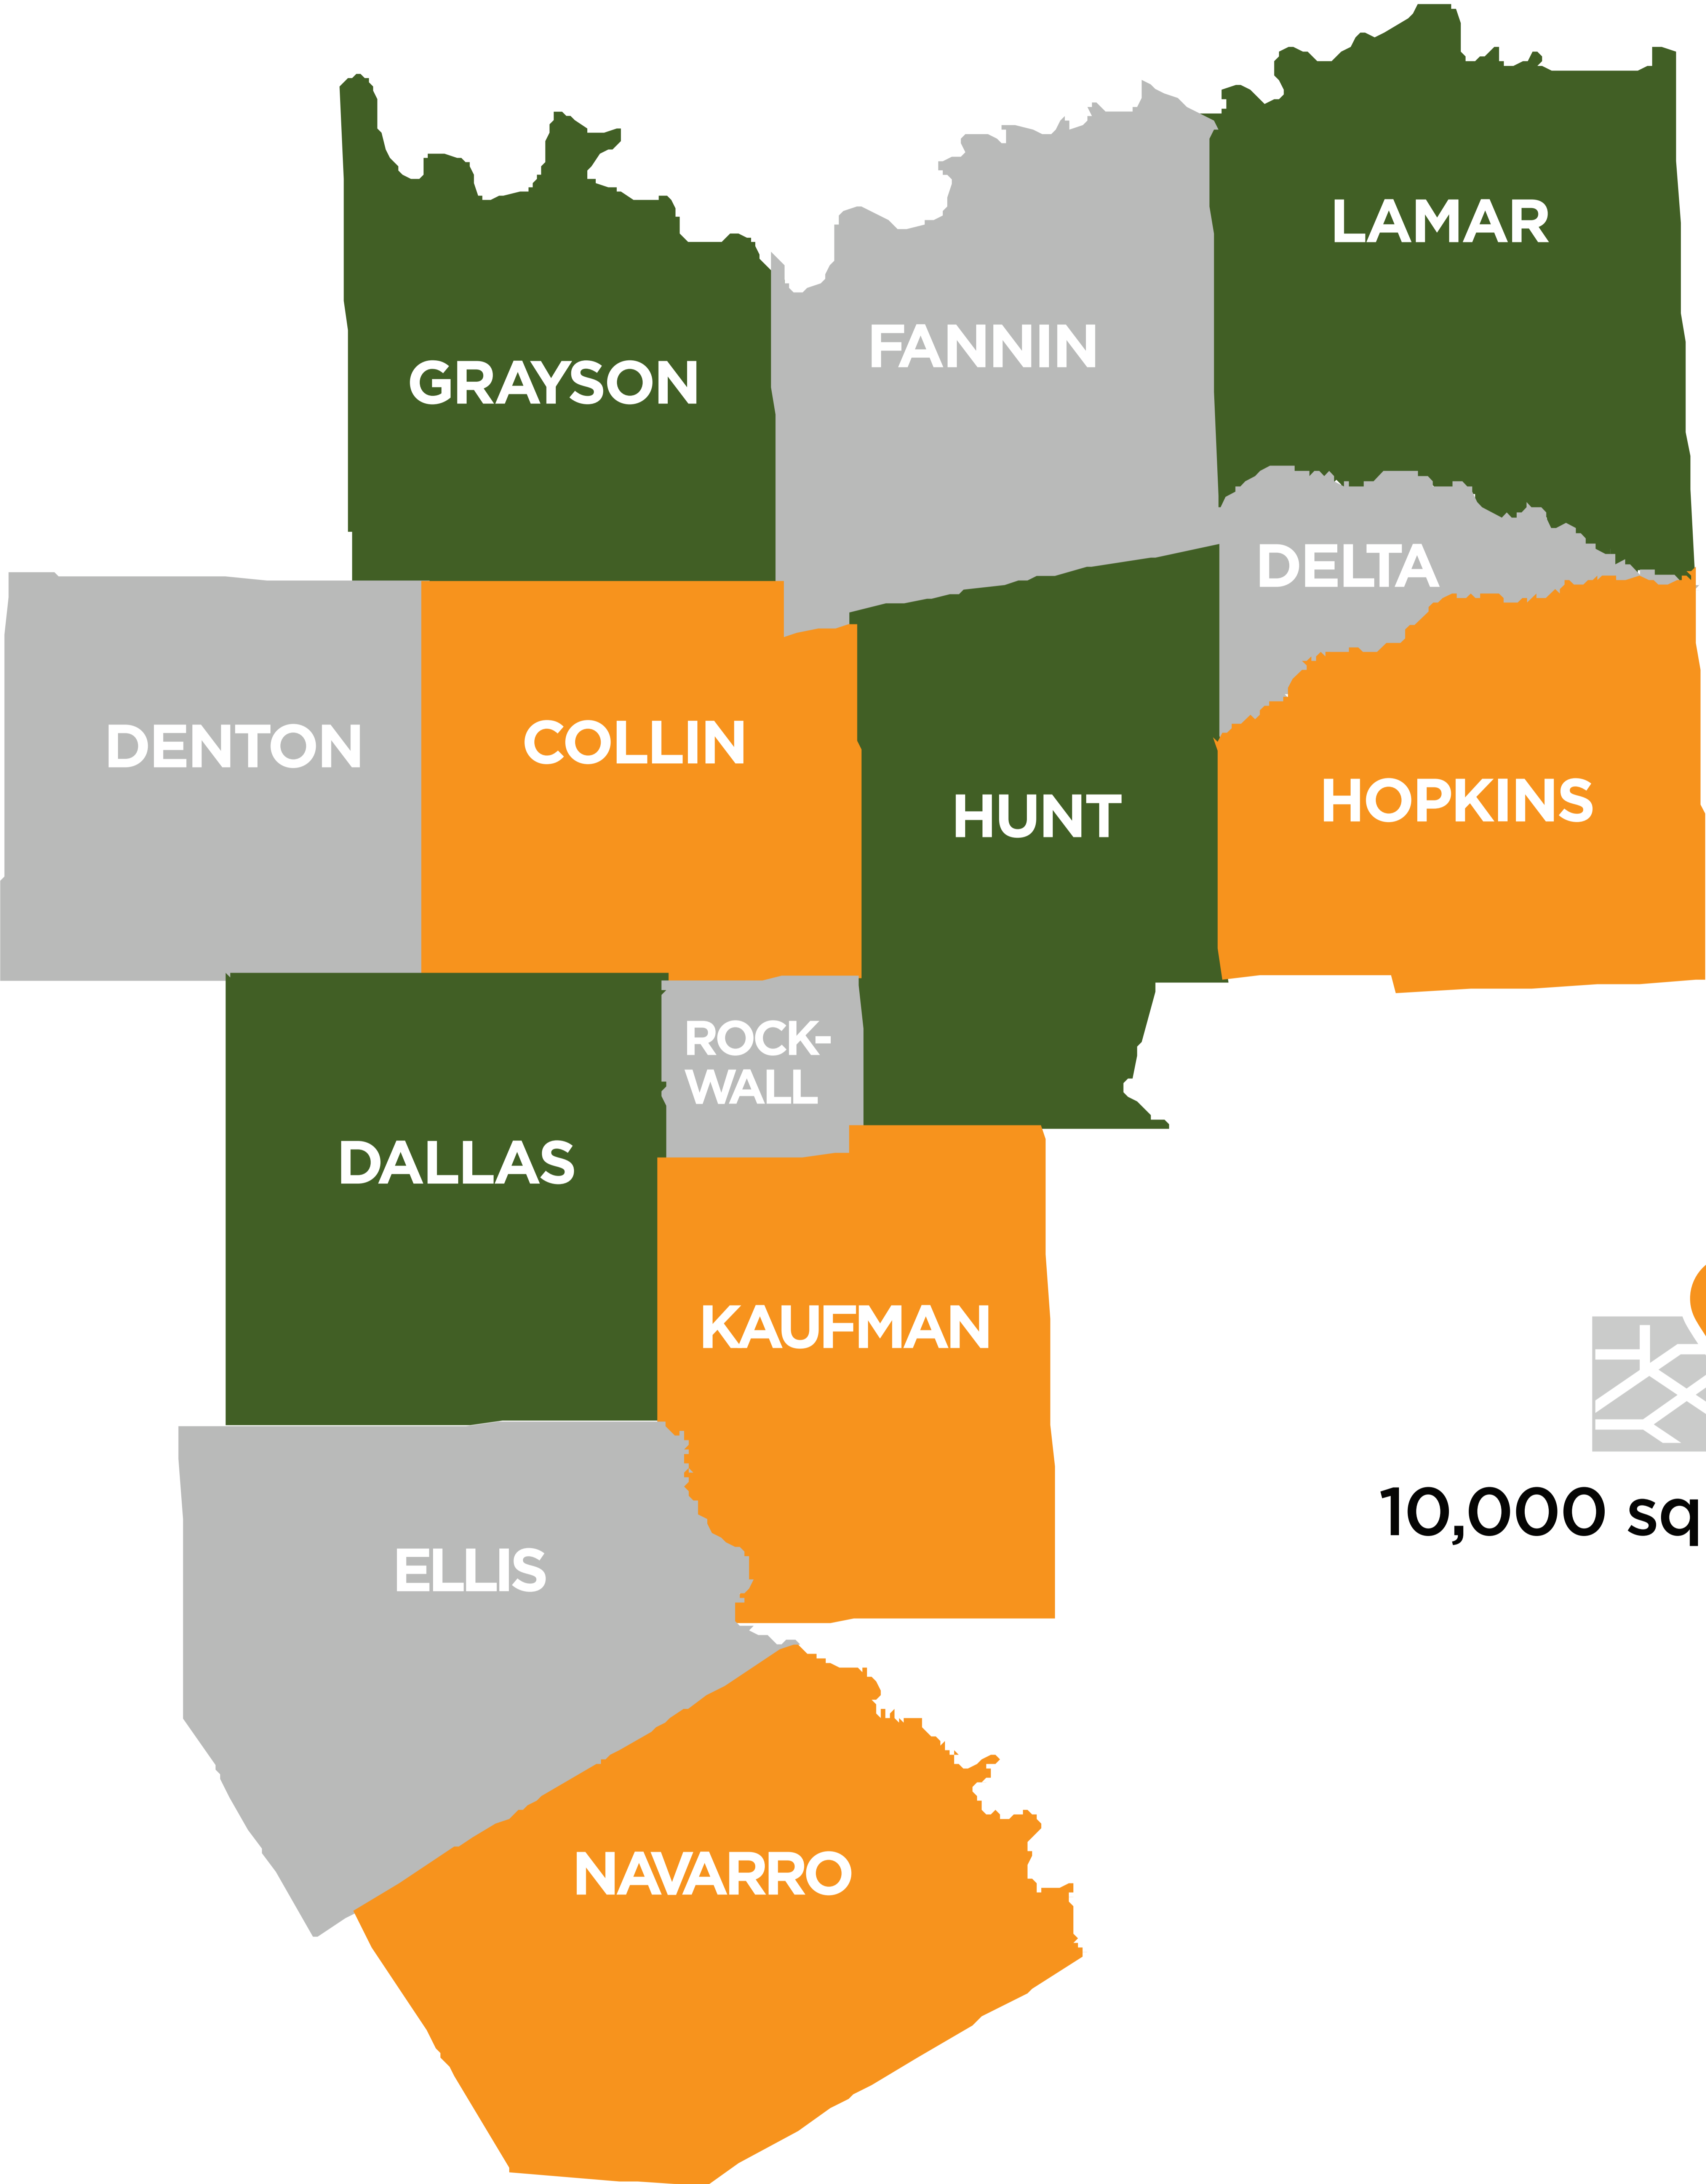 LAMAR
FANNIN
GRAYSON
DELTA
DENTON
COLLIN
HUNT
HOPKINS
ROCK-
WALL
DALLAS
KAUFMAN
10,000 sq
ELLIS
NAVARRO